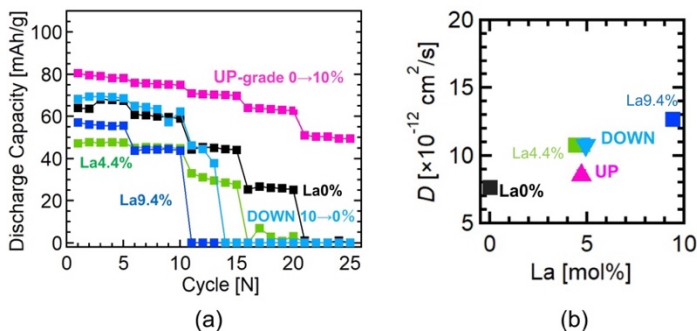 Discharge Capacity [mAh/g]
100
80
60
40
20
0
UP-grade 0→10%
La4.4%
La9.4%
La0%
DOWN 10→0%
0
5
10
15
20
25
Cycle [N]
(a)
D [×10⁻¹² cm²/s]
20
15
10
5
La9.4%
La4.4%
DOWN
UP
La0%
0
5
10
La [mol%]
(b)